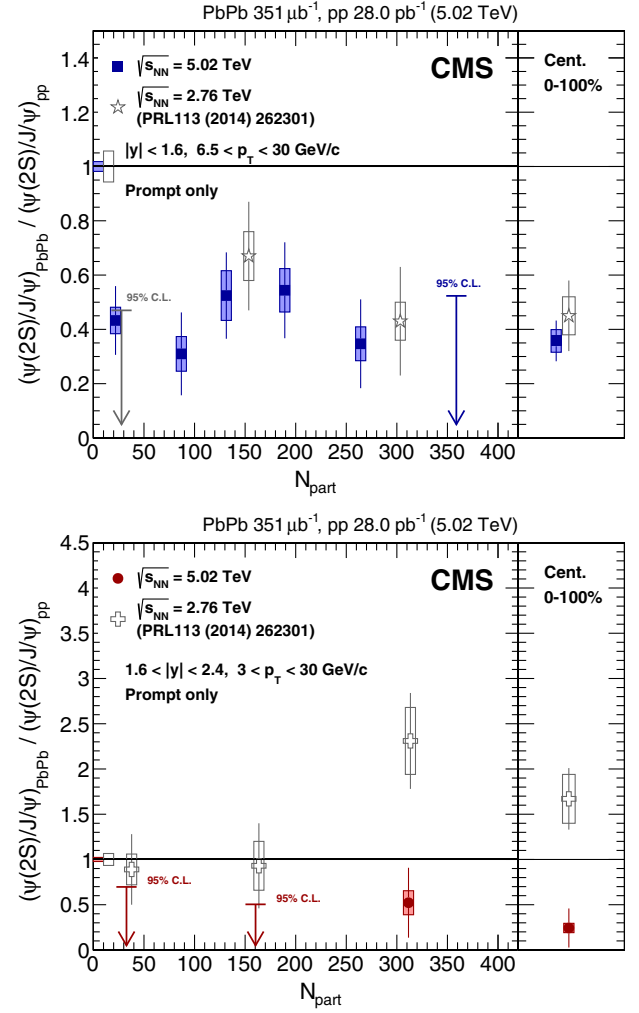 PbPb 351 μb⁻¹, pp 28.0 pb⁻¹ (5.02 TeV)
(ψ(2S)/J/ψ)PbPb / (ψ(2S)/J/ψ)pp
1.4
1.2
1
0.8
0.6
0.4
0.2
0
√sNN = 5.02 TeV
√sNN = 2.76 TeV
(PRL113 (2014) 262301)
CMS
Cent.
0-100%
|y| < 1.6, 6.5 < pT < 30 GeV/c
Prompt only
95% C.L.
95% C.L.
0 50 100 150 200 250 300 350 400
Npart
PbPb 351 μb⁻¹, pp 28.0 pb⁻¹ (5.02 TeV)
(ψ(2S)/J/ψ)PbPb / (ψ(2S)/J/ψ)pp
4.5
4
3.5
3
2.5
2
1.5
1
0.5
0
√sNN = 5.02 TeV
√sNN = 2.76 TeV
(PRL113 (2014) 262301)
CMS
Cent.
0-100%
1.6 < |y| < 2.4, 3 < pT < 30 GeV/c
Prompt only
95% C.L.
95% C.L.
0 50 100 150 200 250 300 350 400
Npart